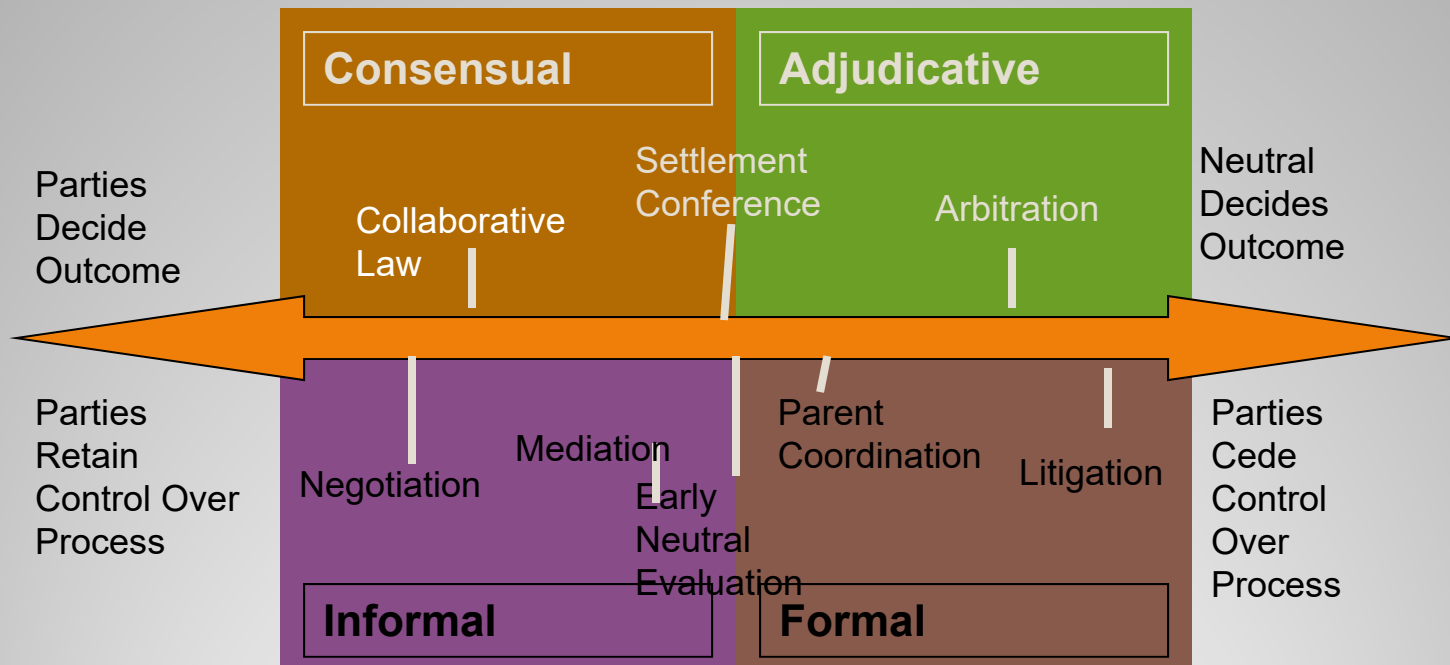 Consensual
Adjudicative
Parties
Decide
Outcome
Collaborative
Law
Settlement
Conference
Arbitration
Neutral
Decides
Outcome
Parties
Retain
Control Over
Process
Negotiation
Mediation
Early
Neutral
Evaluation
Parent
Coordination
Litigation
Parties
Cede
Control
Over
Process
Informal
Formal